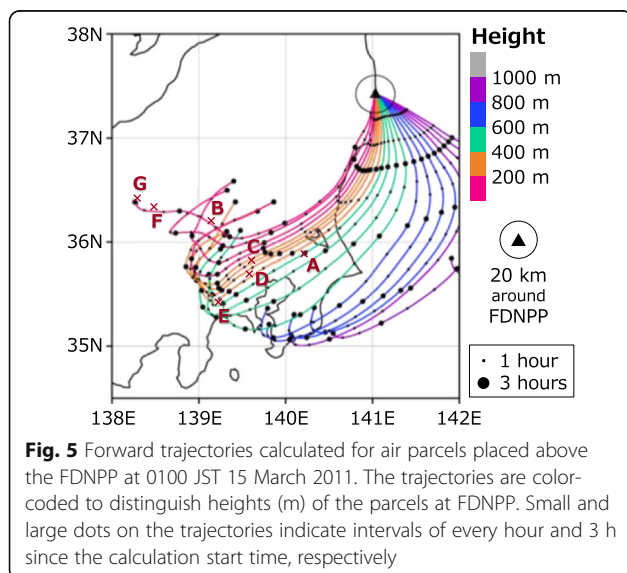 38N
37N
36N
35N
138E 139E 140E 141E 142E
G
F
B
C
D
A
E
Height
1000 m
800 m
600 m
400 m
200 m
20 km
around
FDNPP
1 hour
3 hours
Fig. 5 Forward trajectories calculated for air parcels placed above
the FDNPP at 0100 JST 15 March 2011. The trajectories are color-
coded to distinguish heights (m) of the parcels at FDNPP. Small and
large dots on the trajectories indicate intervals of every hour and 3 h
since the calculation start time, respectively